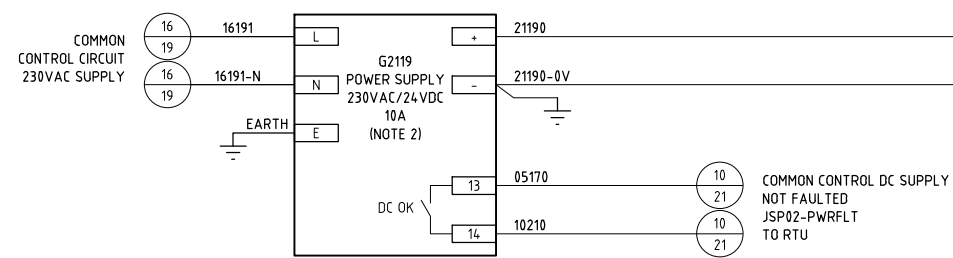 COMMON
CONTROL CIRCUIT
230VAC SUPPLY
16
19
16191
16
19
16191-N
EARTH
L
N
E
G2119
POWER SUPPLY
230VAC/24VDC
10A
(NOTE 2)
+
-
21190
21190-0V
DC OK
13
14
05170
10210
10
21
10
21
COMMON CONTROL DC SUPPLY
NOT FAULTED
JSP02-PWRFLT
TO RTU